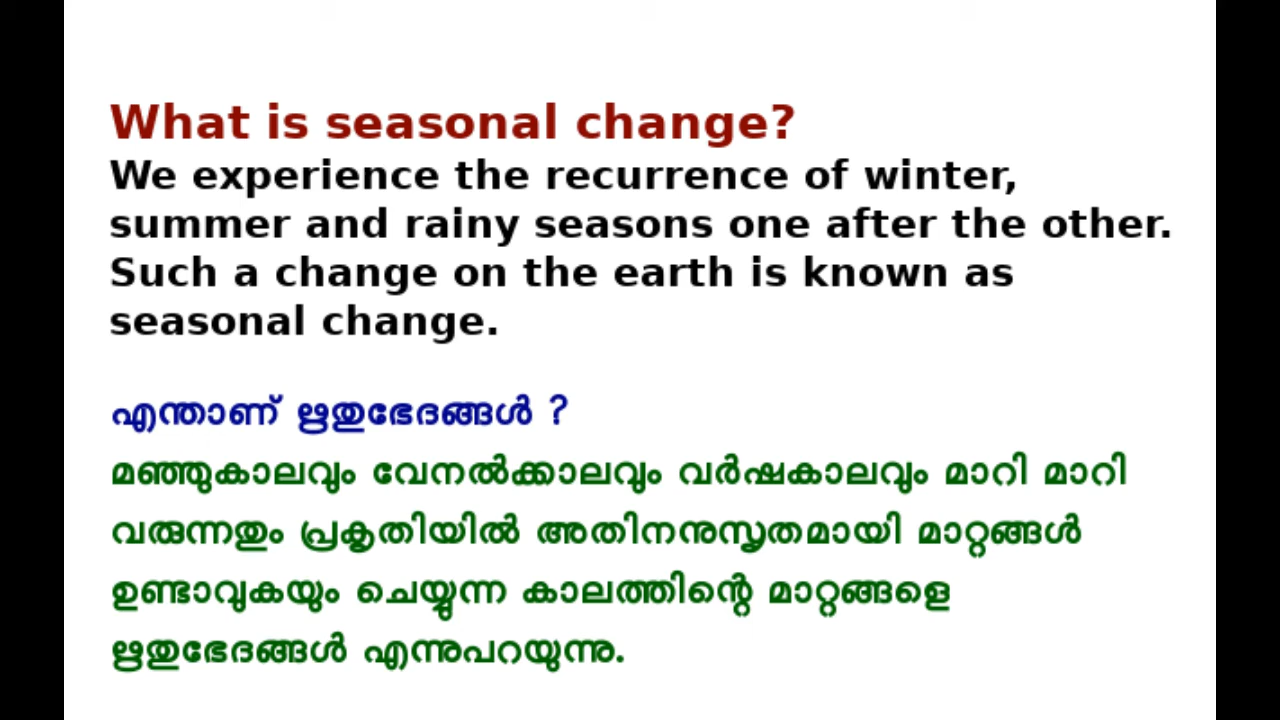 What is seasonal change?
We experience the recurrence of winter,
summer and rainy seasons one after the other.
Such a change on the earth is known as
seasonal change.
എന്താണ് ഋതുഭേദങ്ങൾ ?
മഞ്ഞുകാലവും വേനൽക്കാലവും വർഷകാലവും മാറി മാറി
വരുന്നതും പ്രകൃതിയിൽ അതിനനുസൃതമായി മാറ്റങ്ങൾ
ഉണ്ടാവുകയും ചെയ്യുന്ന കാലത്തിന്റെ മാറ്റങ്ങളെ
ഋതുഭേദങ്ങൾ എന്നുപറയുന്നു.